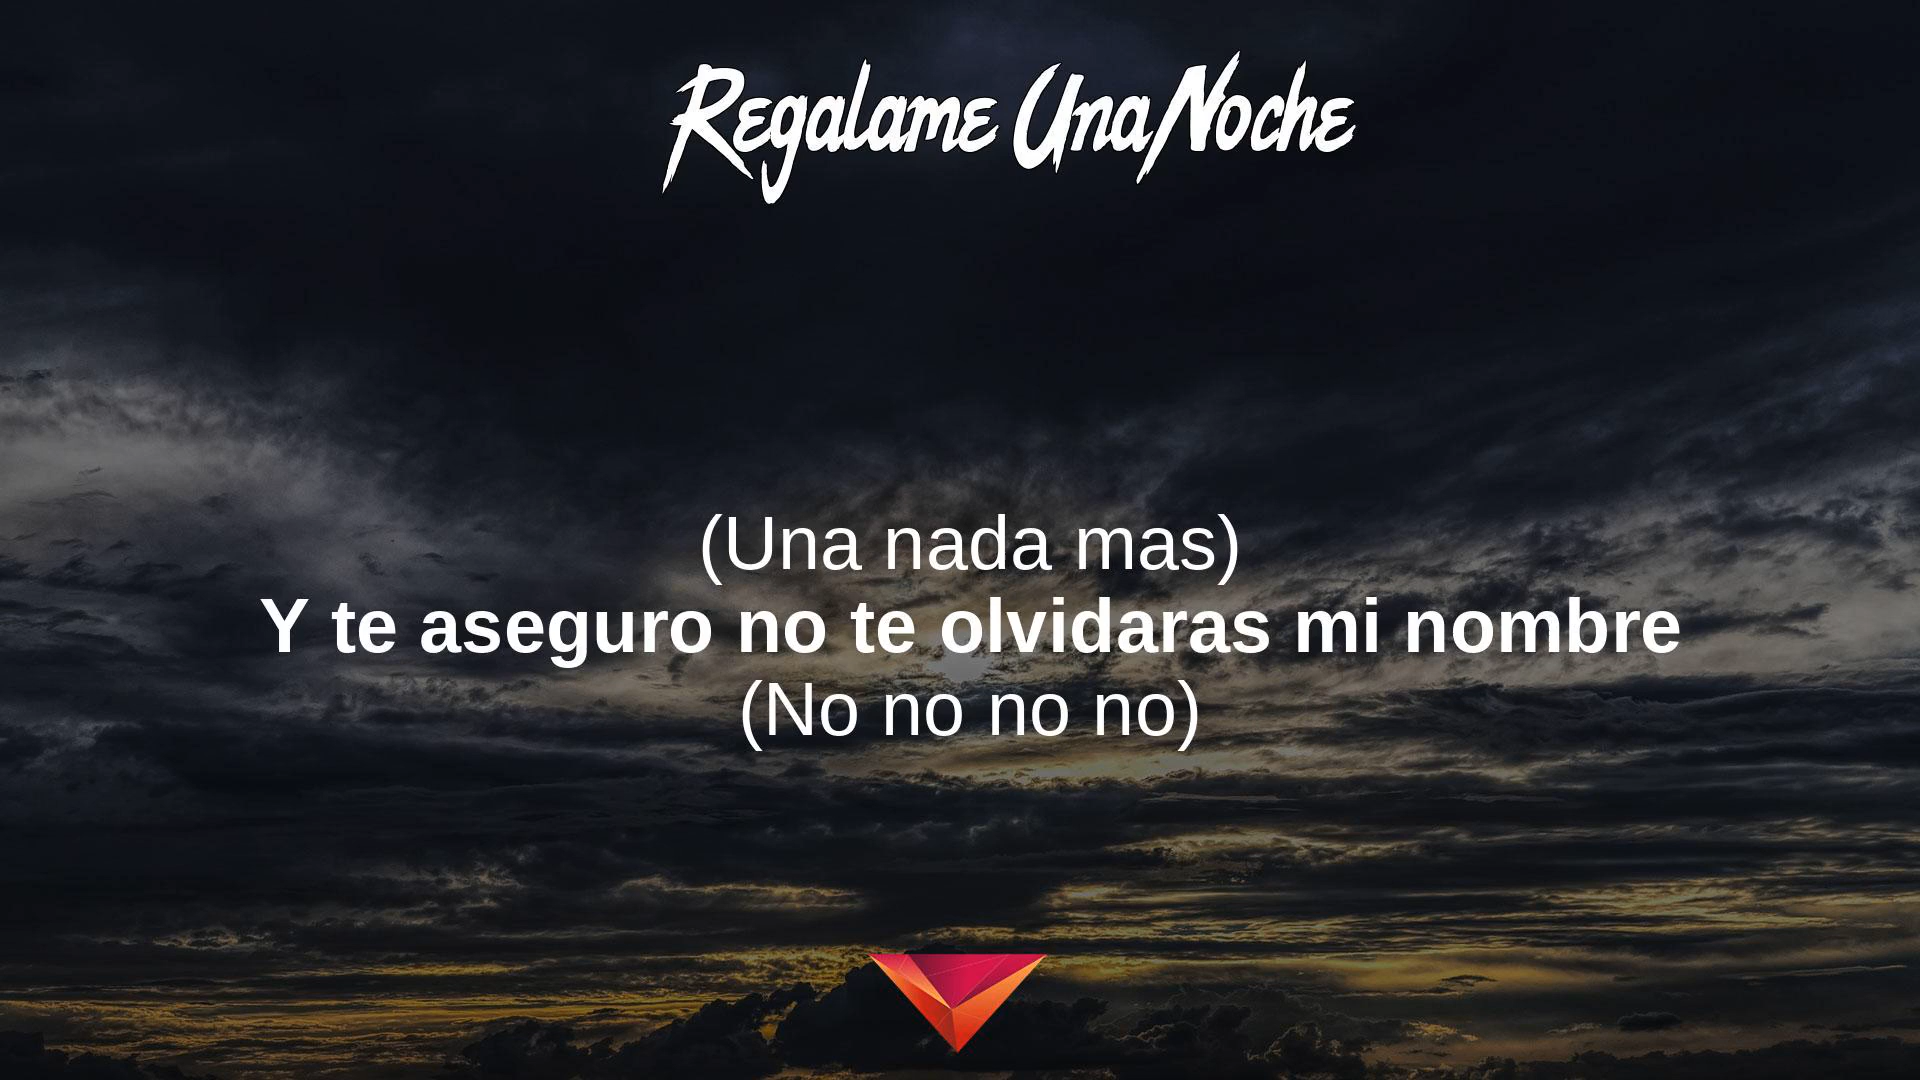 Regalame Una Noche
(Una nada mas)
Y te aseguro no te olvidaras mi nombre
(No no no no)